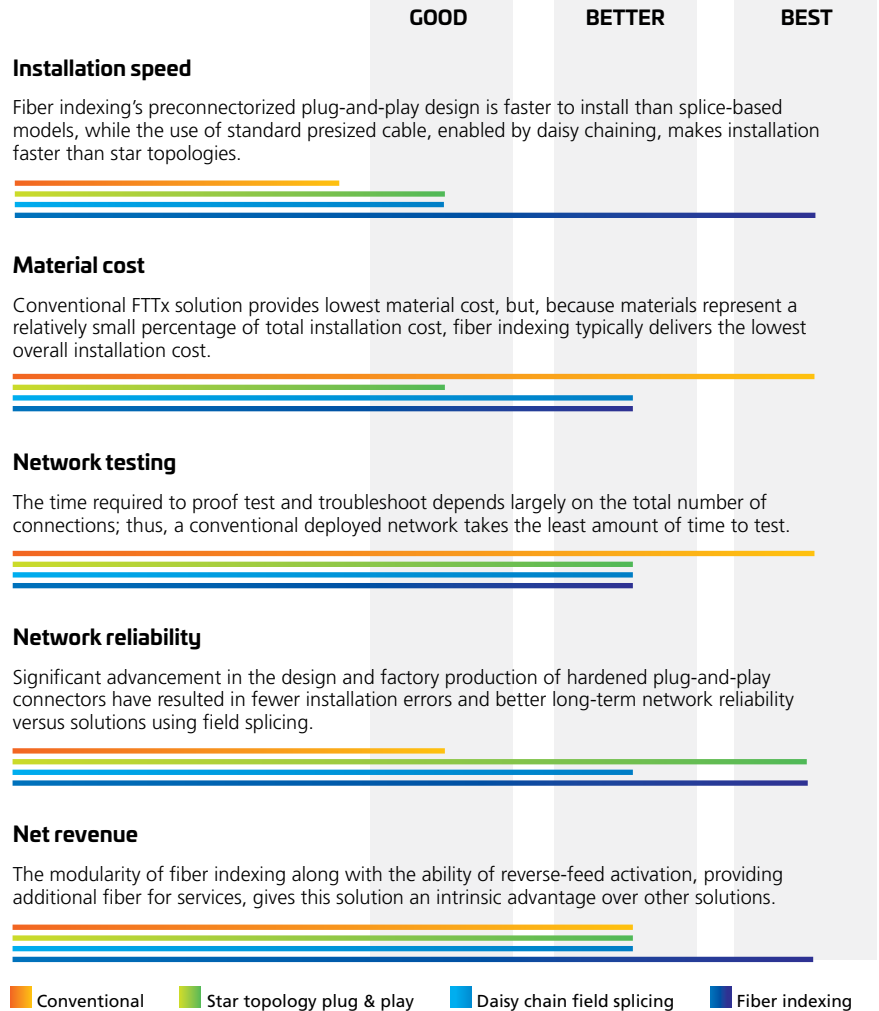 GOOD BETTER BEST
Installation speed
Fiber indexing’s preconnectorized plug-and-play design is faster to install than splice-based
models, while the use of standard presized cable, enabled by daisy chaining, makes installation
faster than star topologies.
Material cost
Conventional FTTx solution provides lowest material cost, but, because materials represent a
relatively small percentage of total installation cost, fiber indexing typically delivers the lowest
overall installation cost.
Network testing
The time required to proof test and troubleshoot depends largely on the total number of
connections; thus, a conventional deployed network takes the least amount of time to test.
Network reliability
Significant advancement in the design and factory production of hardened plug-and-play
connectors have resulted in fewer installation errors and better long-term network reliability
versus solutions using field splicing.
Net revenue
The modularity of fiber indexing along with the ability of reverse-feed activation, providing
additional fiber for services, gives this solution an intrinsic advantage over other solutions.
Conventional Star topology plug & play Daisy chain field splicing Fiber indexing